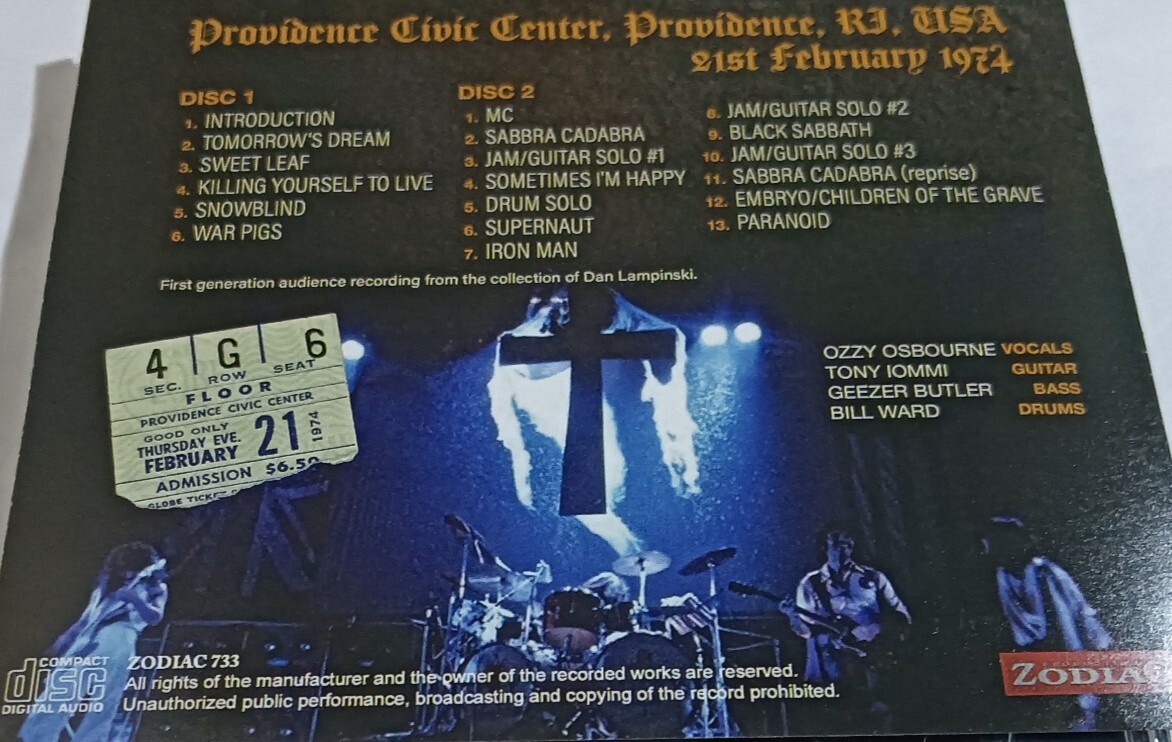 Providence Civic Center, Providence, RI, USA
21st February 1974
DISC 1
1. INTRODUCTION
2. TOMORROW'S DREAM
3. SWEET LEAF
4. KILLING YOURSELF TO LIVE
5. SNOWBLIND
6. WAR PIGS
DISC 2
1. MC
2. SABBRA CADABRA
3. JAM/GUITAR SOLO #1
4. SOMETIMES I'M HAPPY
5. DRUM SOLO
6. SUPERNAUT
7. IRON MAN
8. JAM/GUITAR SOLO #2
9. BLACK SABBATH
10. JAM/GUITAR SOLO #3
11. SABBRA CADABRA (reprise)
12. EMBRYO/CHILDREN OF THE GRAVE
13. PARANOID
First generation audience recording from the collection of Dan Lampinski.
4 G 6
SEC. ROW SEAT
FLOOR
PROVIDENCE CIVIC CENTER
GOOD ONLY
THURSDAY EVE.
FEBRUARY 21 1974
ADMISSION $6.50
GLOBE TICKET
OZZY OSBOURNE VOCALS
TONY IOMMI GUITAR
GEEZER BUTLER BASS
BILL WARD DRUMS
COMPACT
disc
DIGITAL AUDIO
ZODIAC 733
All rights of the manufacturer and the owner of the recorded works are reserved.
Unauthorized public performance, broadcasting and copying of the record prohibited.
ZODIAC